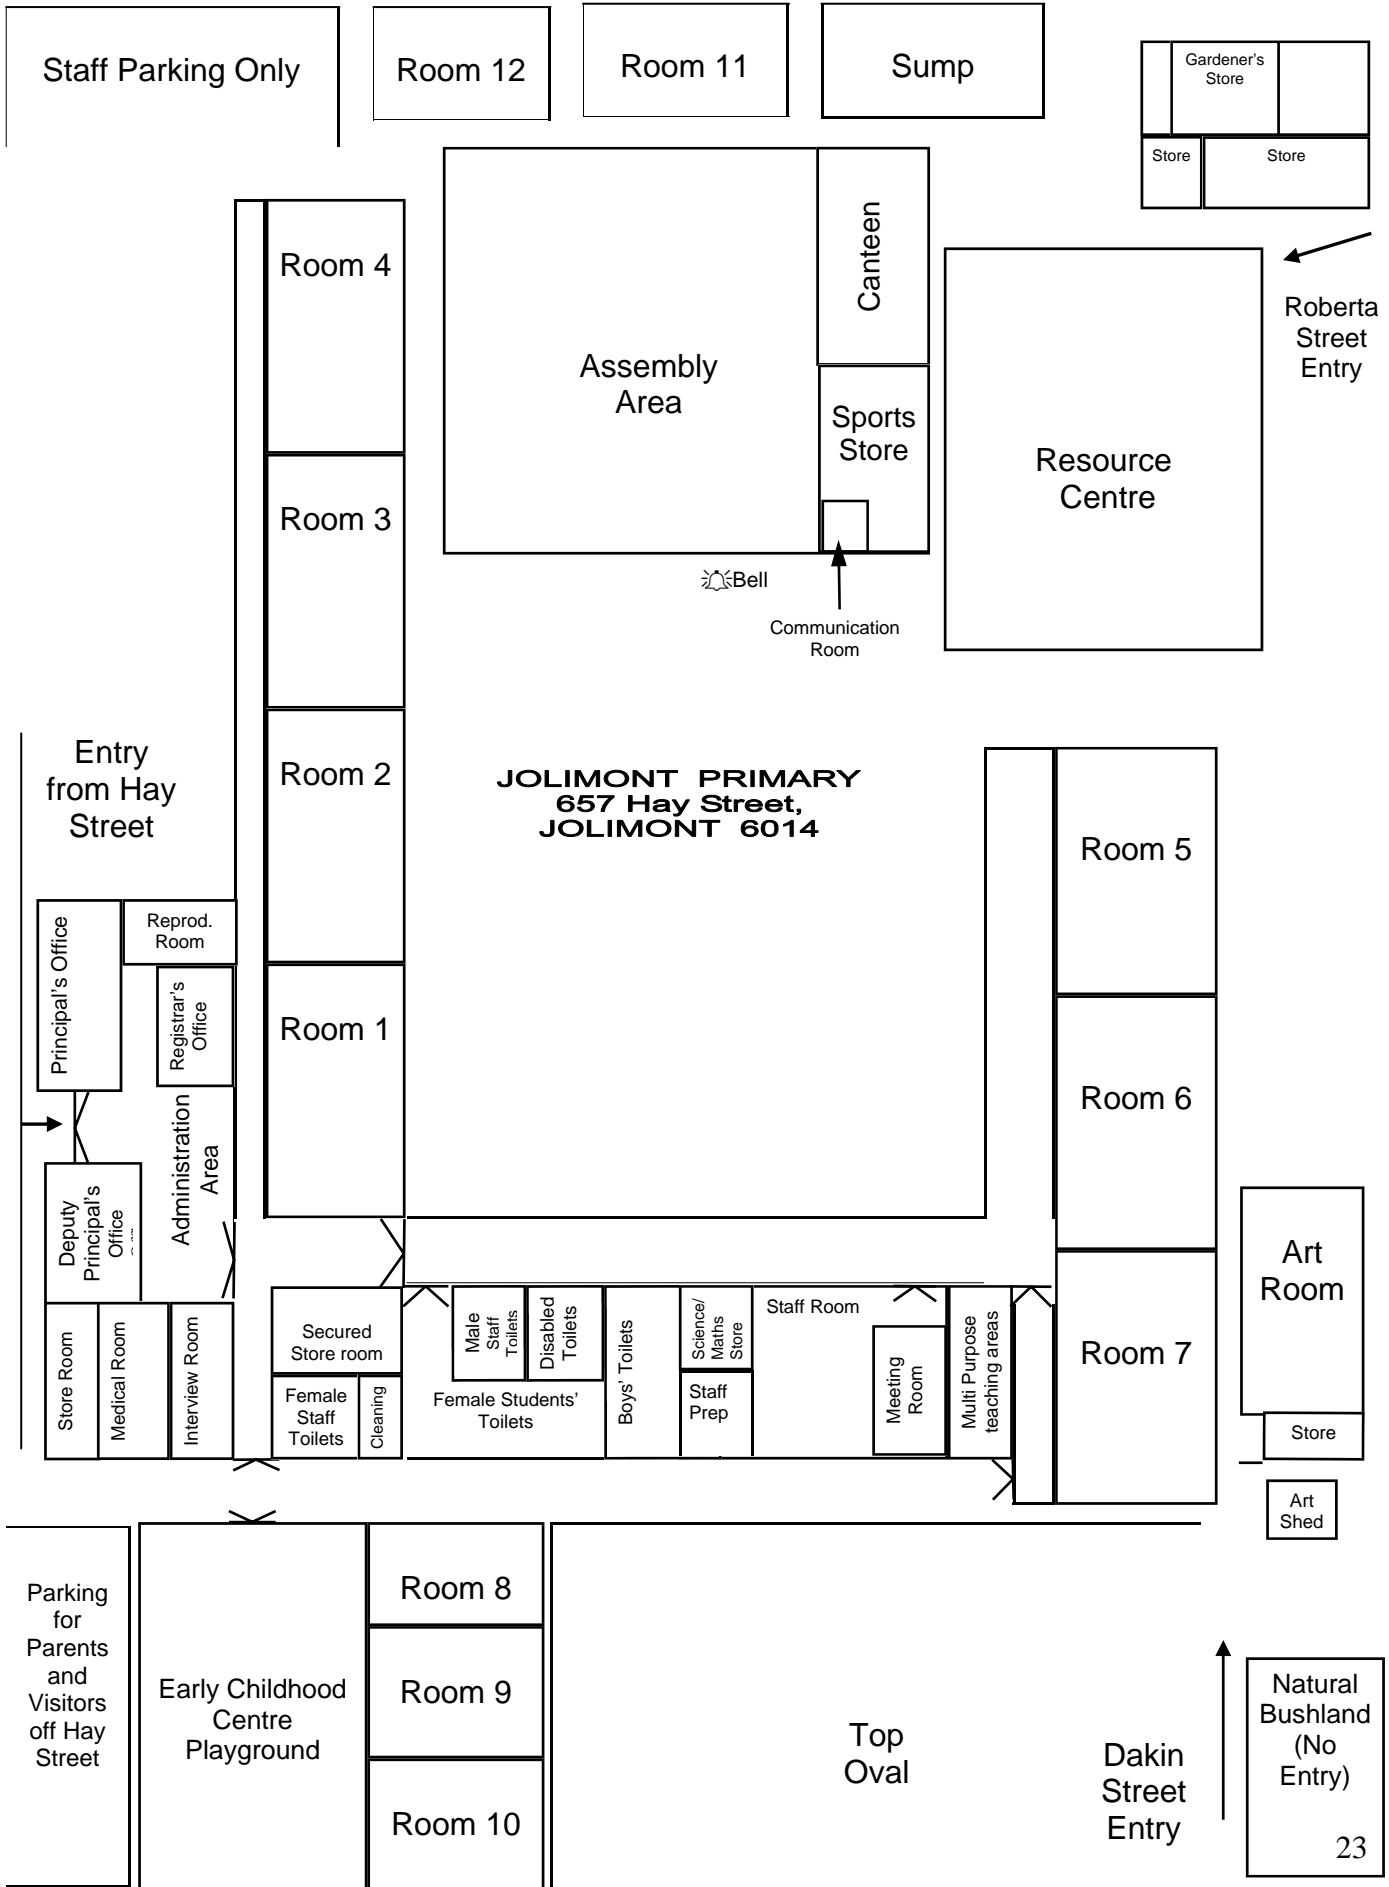 Staff Parking Only
Room 12
Room 11
Sump
Gardener's
Store
Store
Store
Room 4
Canteen
Assembly
Area
Sports
Store
Resource
Centre
Roberta
Street
Entry
Room 3
Bell
Communication
Room
Entry
from Hay
Street
Room 2
JOLIMONT PRIMARY
657 Hay Street,
JOLIMONT 6014
Room 5
Principal's Office
Reprod.
Room
Registrar's
Office
Room 1
Room 6
Administration
Area
Deputy
Principal's
Office
Art
Room
Store Room
Medical Room
Interview Room
Secured
Store room
Female
Staff
Toilets
Cleaning
Male
Staff
Toilets
Disabled
Toilets
Female Students'
Toilets
Boys' Toilets
Science/
Maths
Store
Staff
Prep
Staff Room
Meeting
Room
Multi Purpose
teaching areas
Room 7
Store
Art
Shed
Parking
for
Parents
and
Visitors
off Hay
Street
Early Childhood
Centre
Playground
Room 8
Room 9
Room 10
Top
Oval
Dakin
Street
Entry
Natural
Bushland
(No
Entry)
23